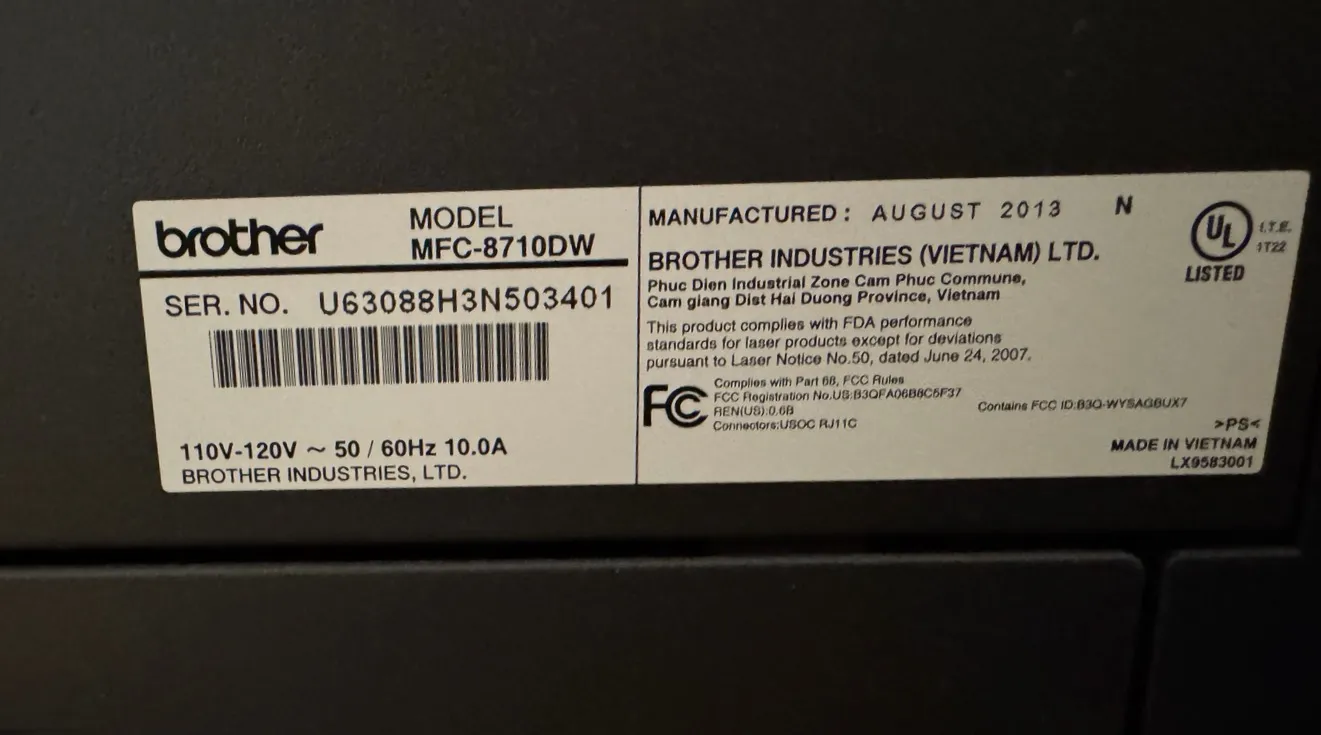 brother
MODEL
MFC-8710DW
SER. NO. U63088H3N503401
110V-120V ~ 50 / 60Hz 10.0A
BROTHER INDUSTRIES, LTD.
MANUFACTURED: AUGUST 2013 N
BROTHER INDUSTRIES (VIETNAM) LTD.
Phuc Dien Industrial Zone Cam Phuc Commune,
Cam giang Dist Hai Duong Province, Vietnam
This product complies with FDA performance
standards for laser products except for deviations
pursuant to Laser Notice No.50, dated June 24, 2007.
FC
Complies with Part 68, FCC Rules
FCC Registration No.US:B3QFA06B8C5F37
REN(US):0.6B
Connectors:USOC RJ11C
Contains FCC ID:B3Q-WYSAGBUX7
UL
LISTED
I.T.E.
1T22
>PS<
MADE IN VIETNAM
LX9583001